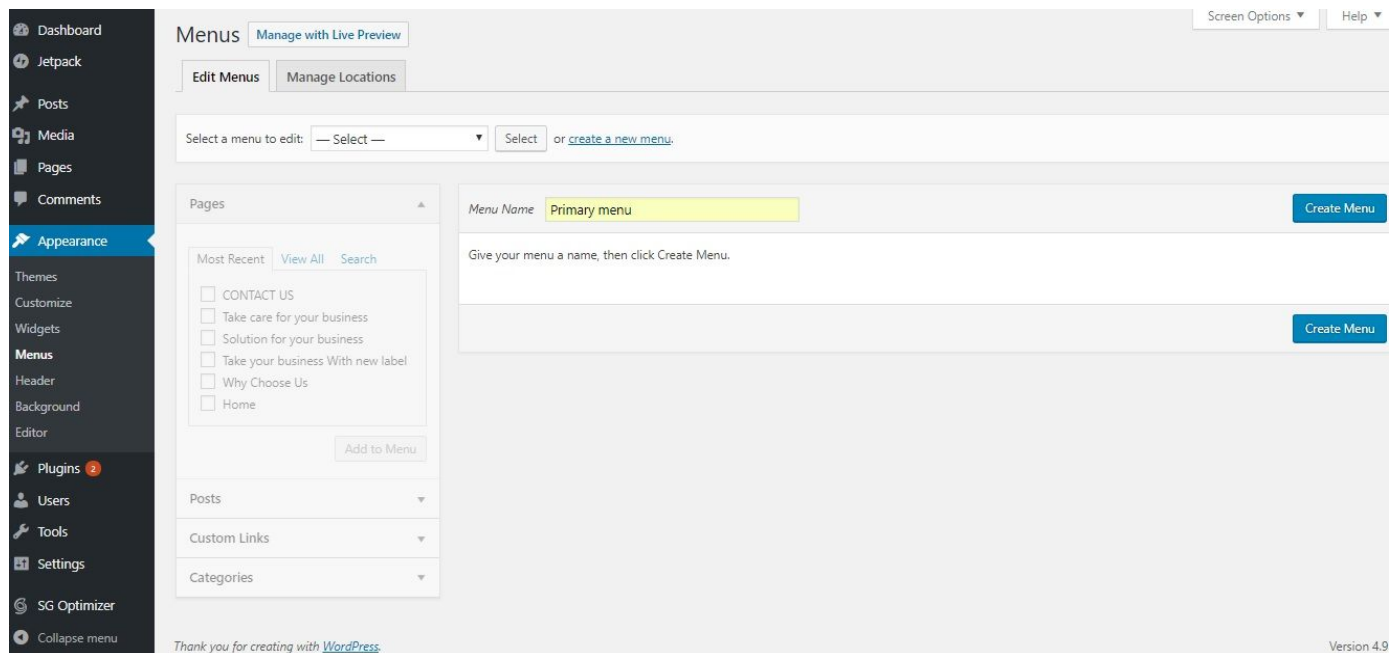 Dashboard
Jetpack
Posts
Media
Pages
Comments
Appearance
Themes
Customize
Widgets
Menus
Header
Background
Editor
Plugins 2
Users
Tools
Settings
SG Optimizer
Collapse menu
Screen Options ▼ Help ▼
Menus Manage with Live Preview
Edit Menus Manage Locations
Select a menu to edit: — Select — ▼ Select or create a new menu.
Pages ▲
Most Recent View All Search
CONTACT US
Take care for your business
Solution for your business
Take your business With new label
Why Choose Us
Home
Add to Menu
Posts ▼
Custom Links ▼
Categories ▼
Menu Name Primary menu Create Menu
Give your menu a name, then click Create Menu.
Create Menu
Thank you for creating with WordPress. Version 4.9